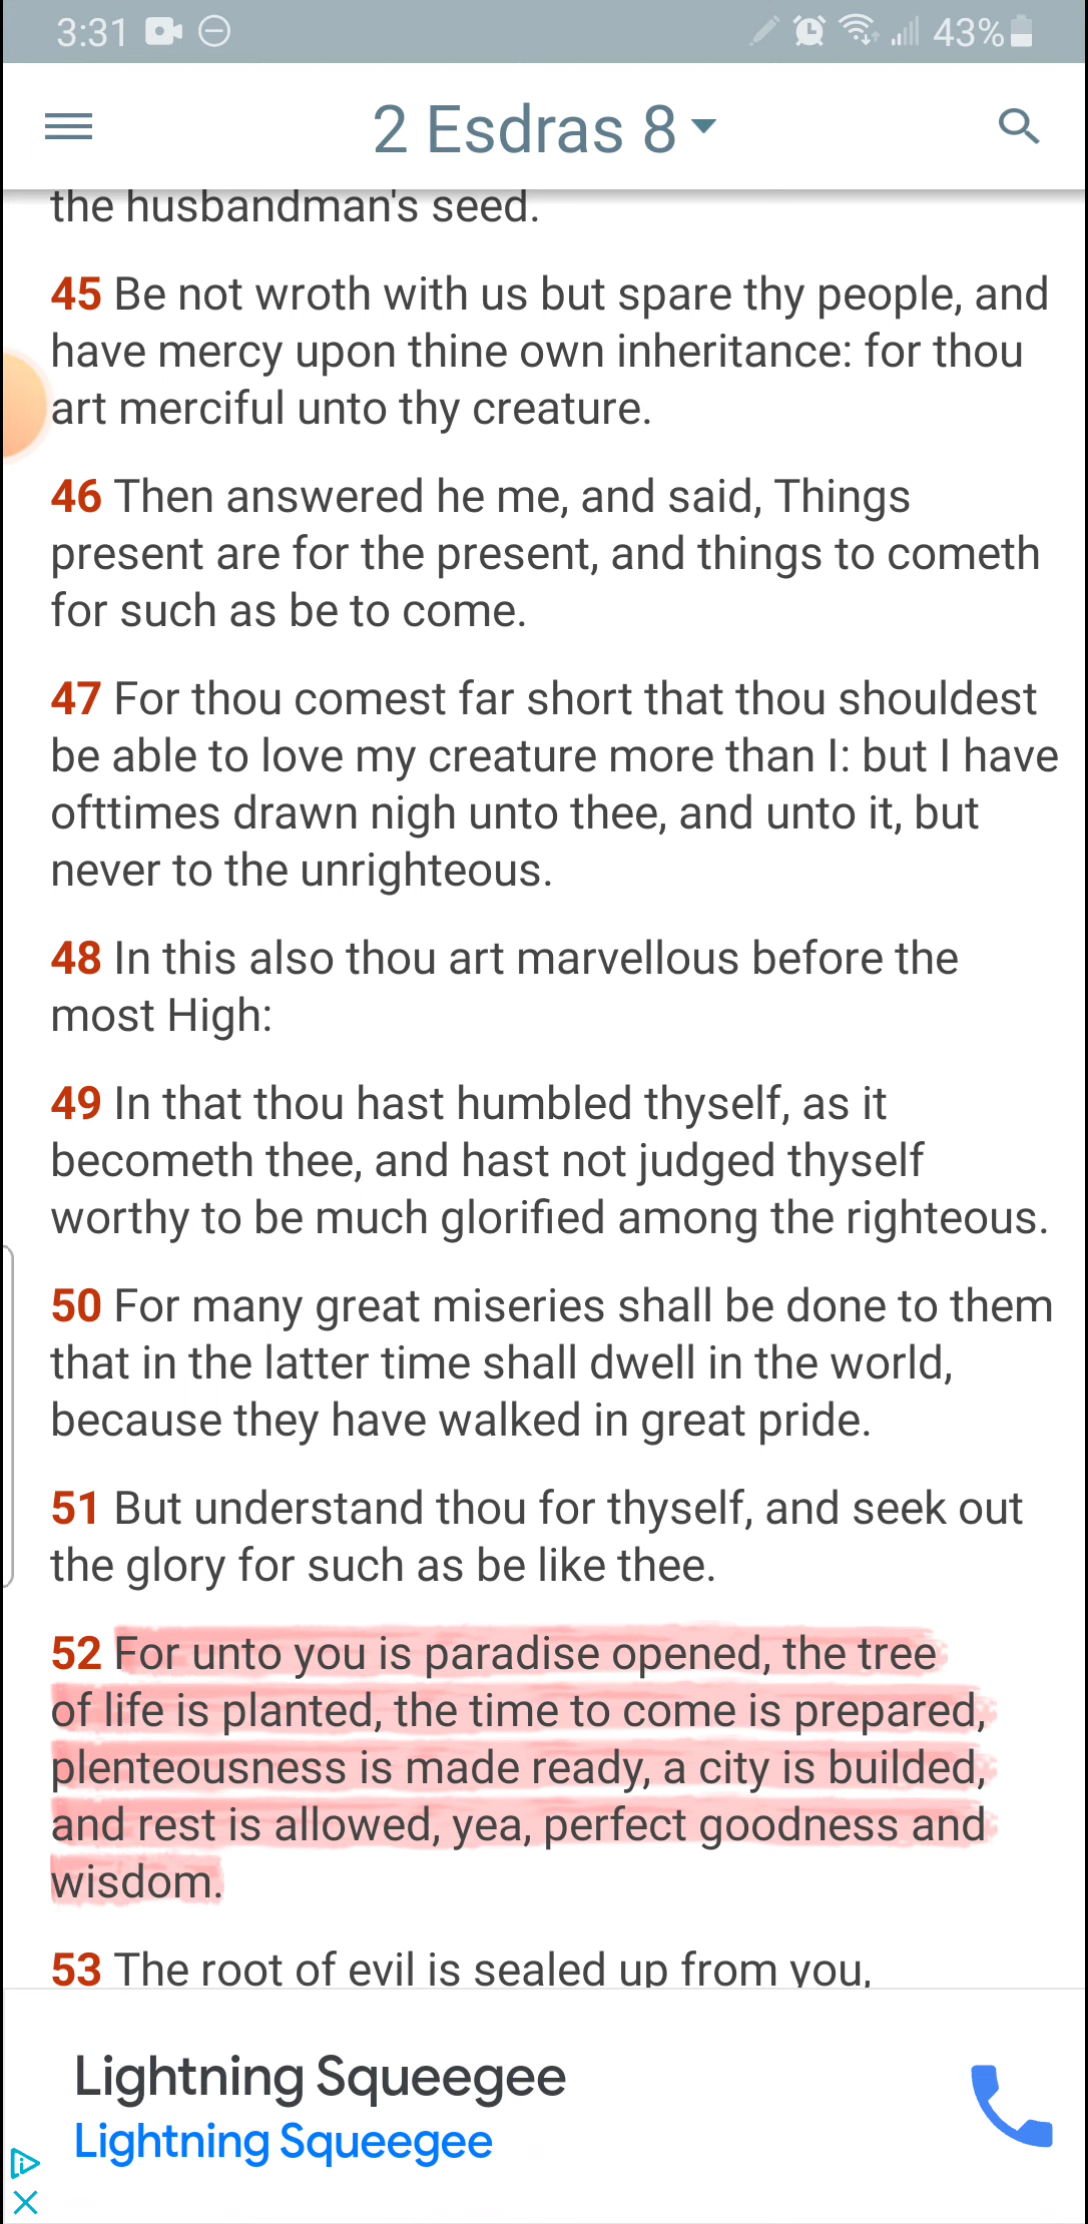 3:31 43%
2 Esdras 8
the husbandman's seed.
45 Be not wroth with us but spare thy people, and
have mercy upon thine own inheritance: for thou
art merciful unto thy creature.
46 Then answered he me, and said, Things
present are for the present, and things to cometh
for such as be to come.
47 For thou comest far short that thou shouldest
be able to love my creature more than I: but I have
ofttimes drawn nigh unto thee, and unto it, but
never to the unrighteous.
48 In this also thou art marvellous before the
most High:
49 In that thou hast humbled thyself, as it
becometh thee, and hast not judged thyself
worthy to be much glorified among the righteous.
50 For many great miseries shall be done to them
that in the latter time shall dwell in the world,
because they have walked in great pride.
51 But understand thou for thyself, and seek out
the glory for such as be like thee.
52 For unto you is paradise opened, the tree
of life is planted, the time to come is prepared,
plenteousness is made ready, a city is builded,
and rest is allowed, yea, perfect goodness and
wisdom.
53 The root of evil is sealed up from you,
Lightning Squeegee
Lightning Squeegee